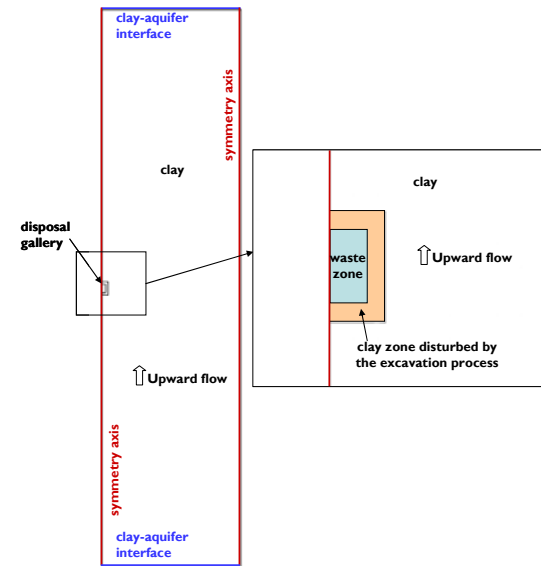 clay-aquifer
interface
symmetry axis
clay
disposal
gallery
Upward flow
symmetry axis
clay-aquifer
interface
clay
waste
zone
Upward flow
clay zone disturbed by
the excavation process